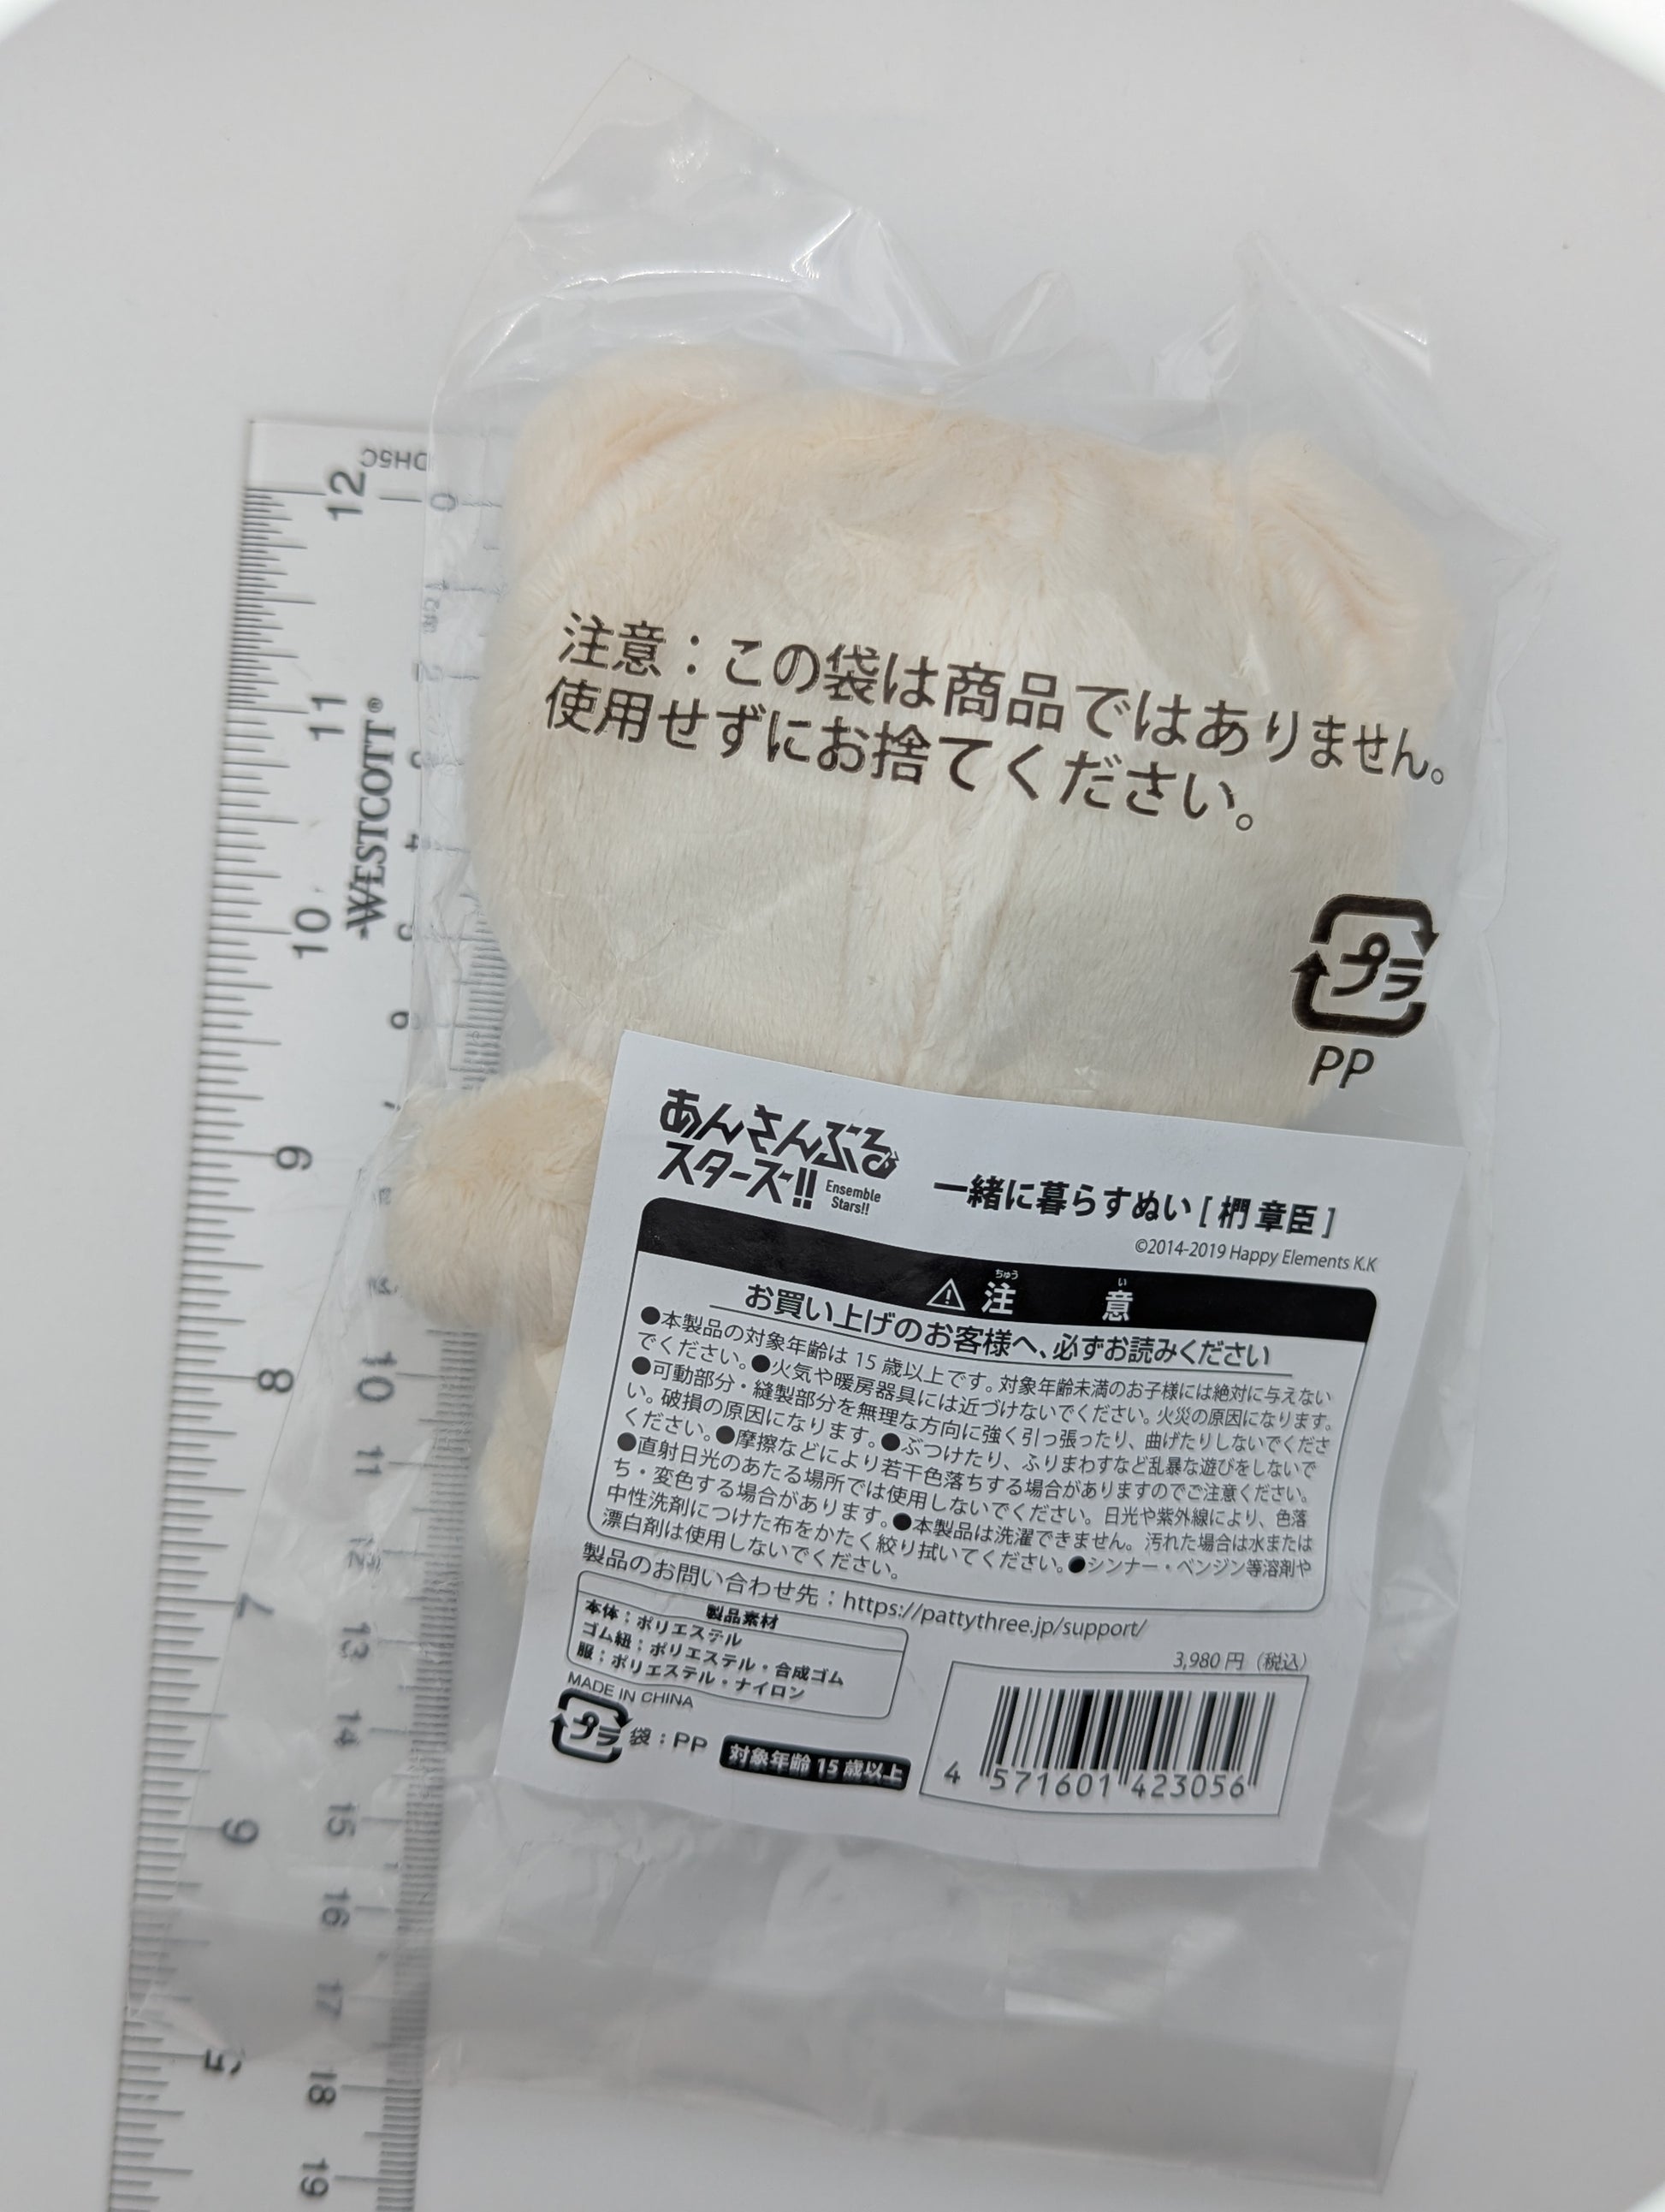 DH5C
WESTCOTT®
12
11
10
9
8
7
6
5
0
1
2
4
10
11
12
13
14
15
16
17
18
19
注意：この袋は商品ではありません。
使用せずにお捨てください。
プラ
PP
あんさんぶる
スターズ!!
Ensemble
Stars!!
一緒に暮らすぬい [ 椚 章臣 ]
©2014-2019 Happy Elements K.K
ちゅう い
⚠ 注 意
お買い上げのお客様へ、必ずお読みください
●本製品の対象年齢は 15 歳以上です。対象年齢未満のお子様には絶対に与えない
でください。●火気や暖房器具には近づけないでください。火災の原因になります。
●可動部分・縫製部分を無理な方向に強く引っ張ったり、曲げたりしないでくださ
い。破損の原因になります。●ぶつけたり、ふりまわすなど乱暴な遊びをしないで
ください。●摩擦などにより若干色落ちする場合がありますのでご注意ください。
●直射日光のあたる場所では使用しないでください。日光や紫外線により、色落
ち・変色する場合があります。●本製品は洗濯できません。汚れた場合は水または
中性洗剤につけた布をかたく絞り拭いてください。●シンナー・ベンジン等溶剤や
漂白剤は使用しないでください。
製品のお問い合わせ先：https://pattythree.jp/support/
製品素材
本体：ポリエステル
ゴム紐：ポリエステル・合成ゴム
服：ポリエステル・ナイロン
MADE IN CHINA
プラ 袋：PP
対象年齢 15 歳以上
3,980 円（税込）
4 571601 423056